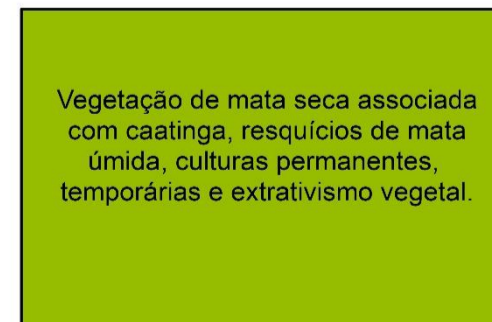 Vegetação de mata seca associada
com caatinga, resquícios de mata
úmida, culturas permanentes,
temporárias e extrativismo vegetal.